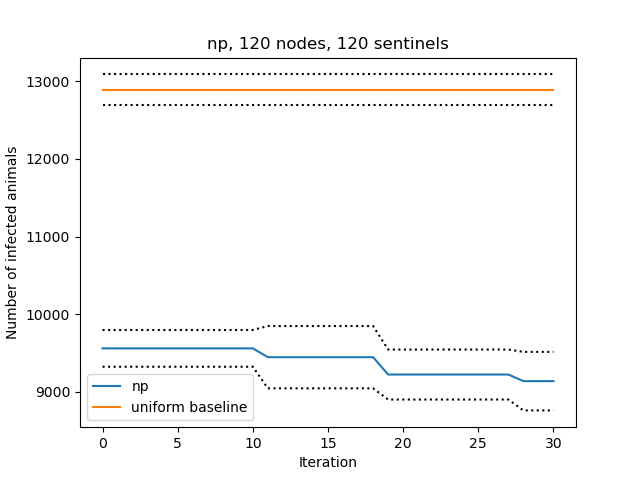 np, 120 nodes, 120 sentinels
Number of infected animals
13000
12000
11000
10000
9000
np
uniform baseline
0
5
10
15
20
25
30
Iteration